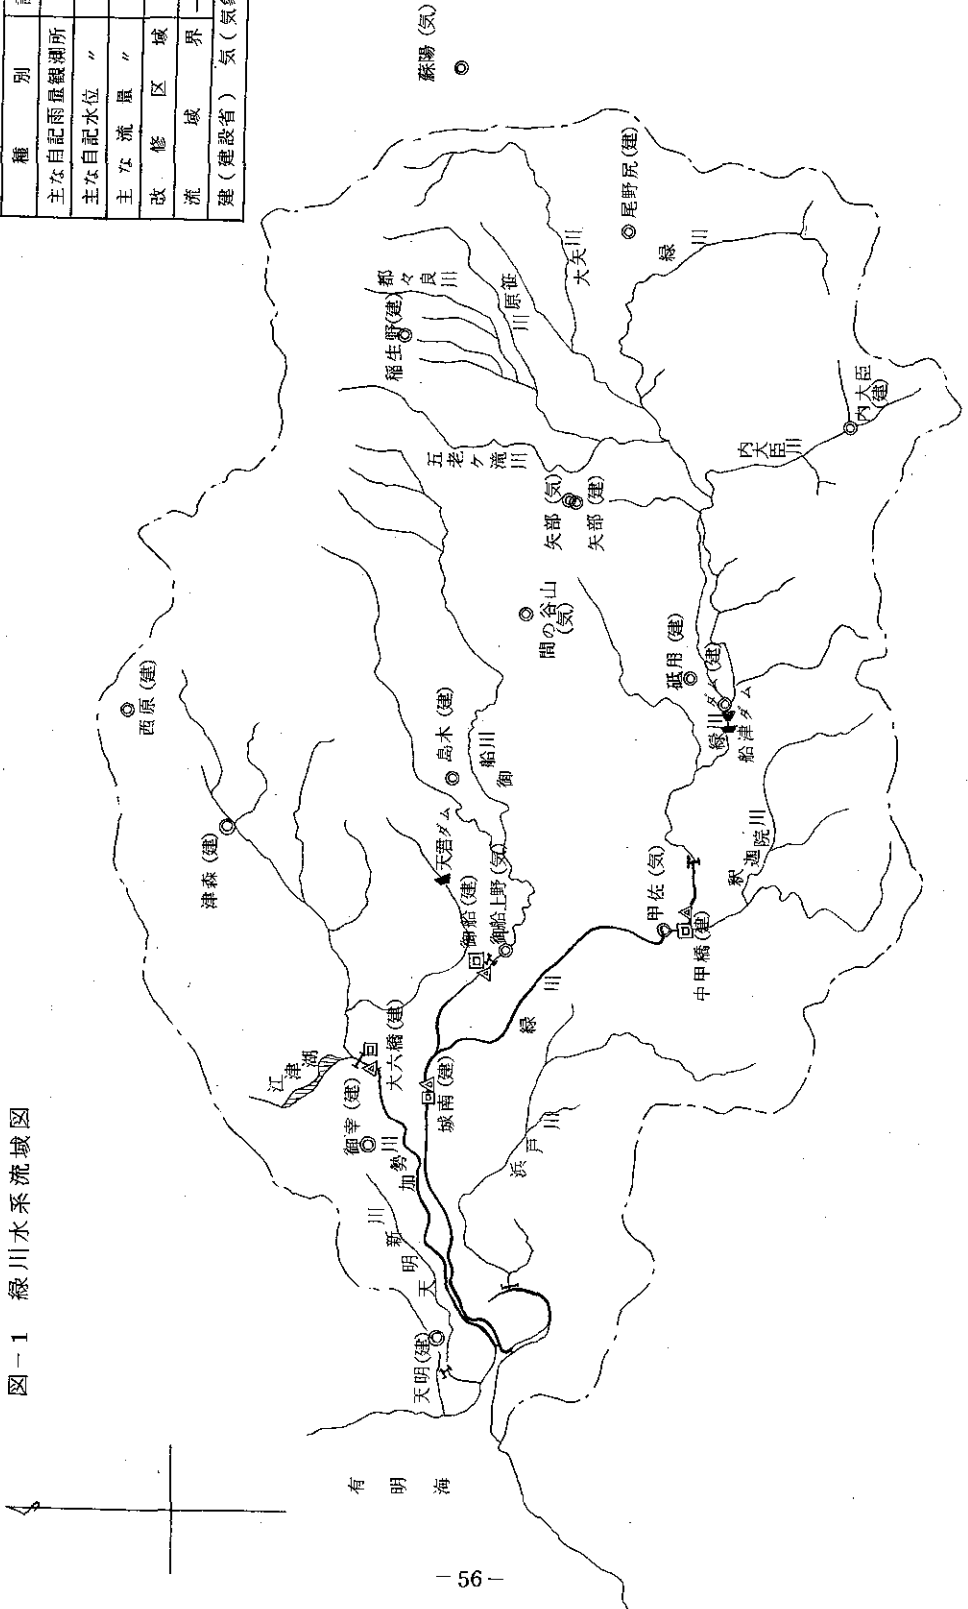 図－1 緑川水系流域図
種別
主な自記雨量観測所
主な自記水位 〃
主な流量 〃
改修区域
流域界
建（建設省） 気（気象
蘇陽(気)
尾野尻(建)
緑川
大矢川
笹原川
都々良川
稲生野(建)
五老ケ滝川
内大臣(建)
内大臣川
矢部(気)
矢部(建)
間の谷山(気)
砥用(建)
緑川ダム(建)
船津ダム
西原(建)
島木(建)
御船川
天君ダム
津森(建)
御船(建)
御船上野(気)
甲佐(気)
釈迦院川
中甲橋(建)
緑川
江津湖
大六橋(建)
御幸(建)
城南(建)
加勢川
浜戸川
天明新川
天明(建)
有明海
－56－